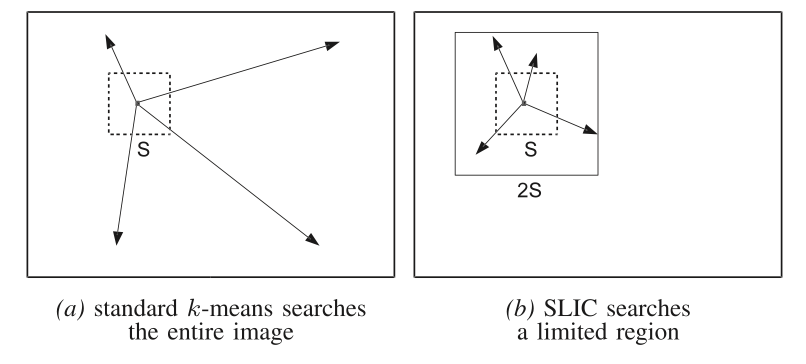 S
S
2S
(a) standard k-means searches
the entire image
(b) SLIC searches
a limited region